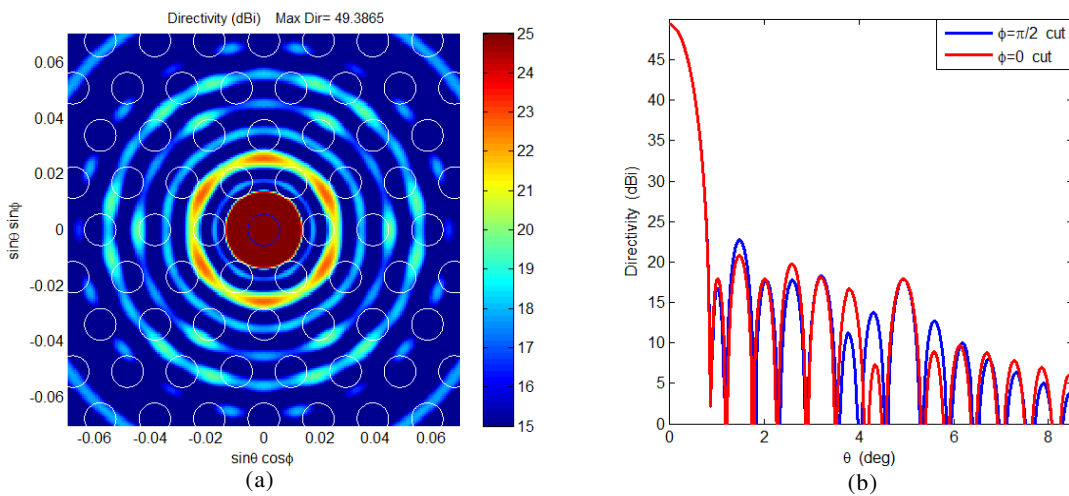 Directivity (dBi) Max Dir= 49.3865
sinθ sinϕ
0.06
0.04
0.02
0
-0.02
-0.04
-0.06
-0.06 -0.04 -0.02 0 0.02 0.04 0.06
sinθ cosϕ
25
24
23
22
21
20
19
18
17
16
15
(a)
Directivity (dBi)
45
40
35
30
25
20
15
10
5
0
0 2 4 6 8
θ (deg)
ϕ=π/2 cut
ϕ=0 cut
(b)